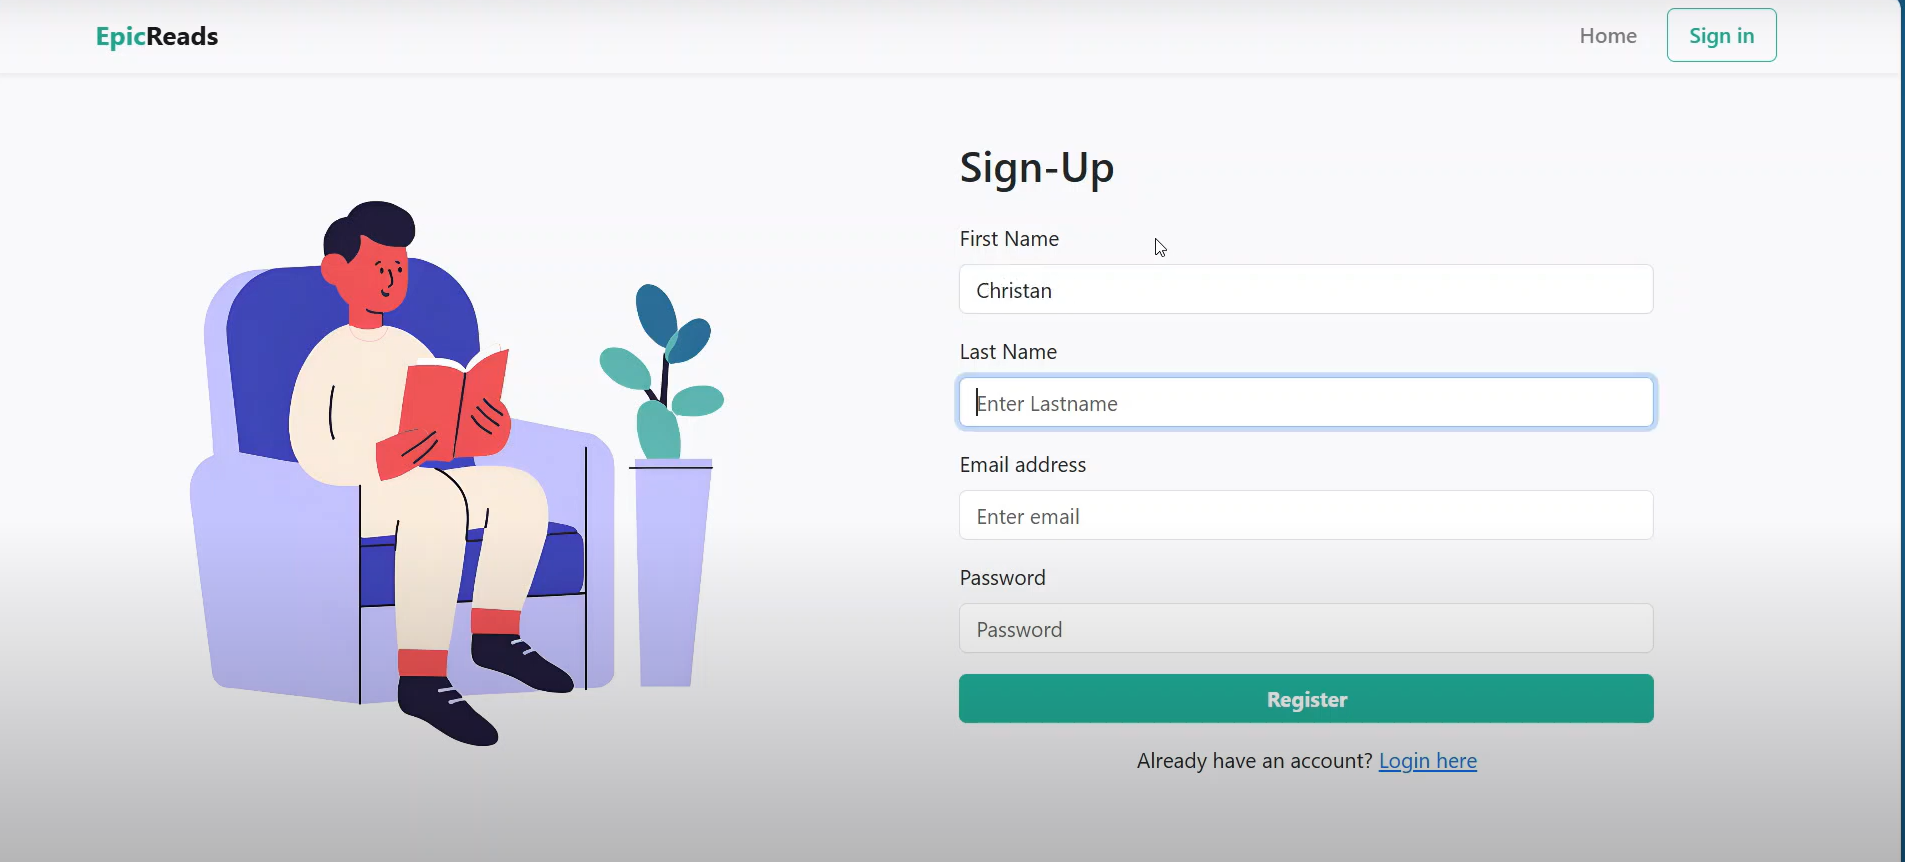 EpicReads
Home
Sign in
Sign-Up
First Name
Christan
Last Name
Enter Lastname
Email address
Enter email
Password
Password
Register
Already have an account? Login here